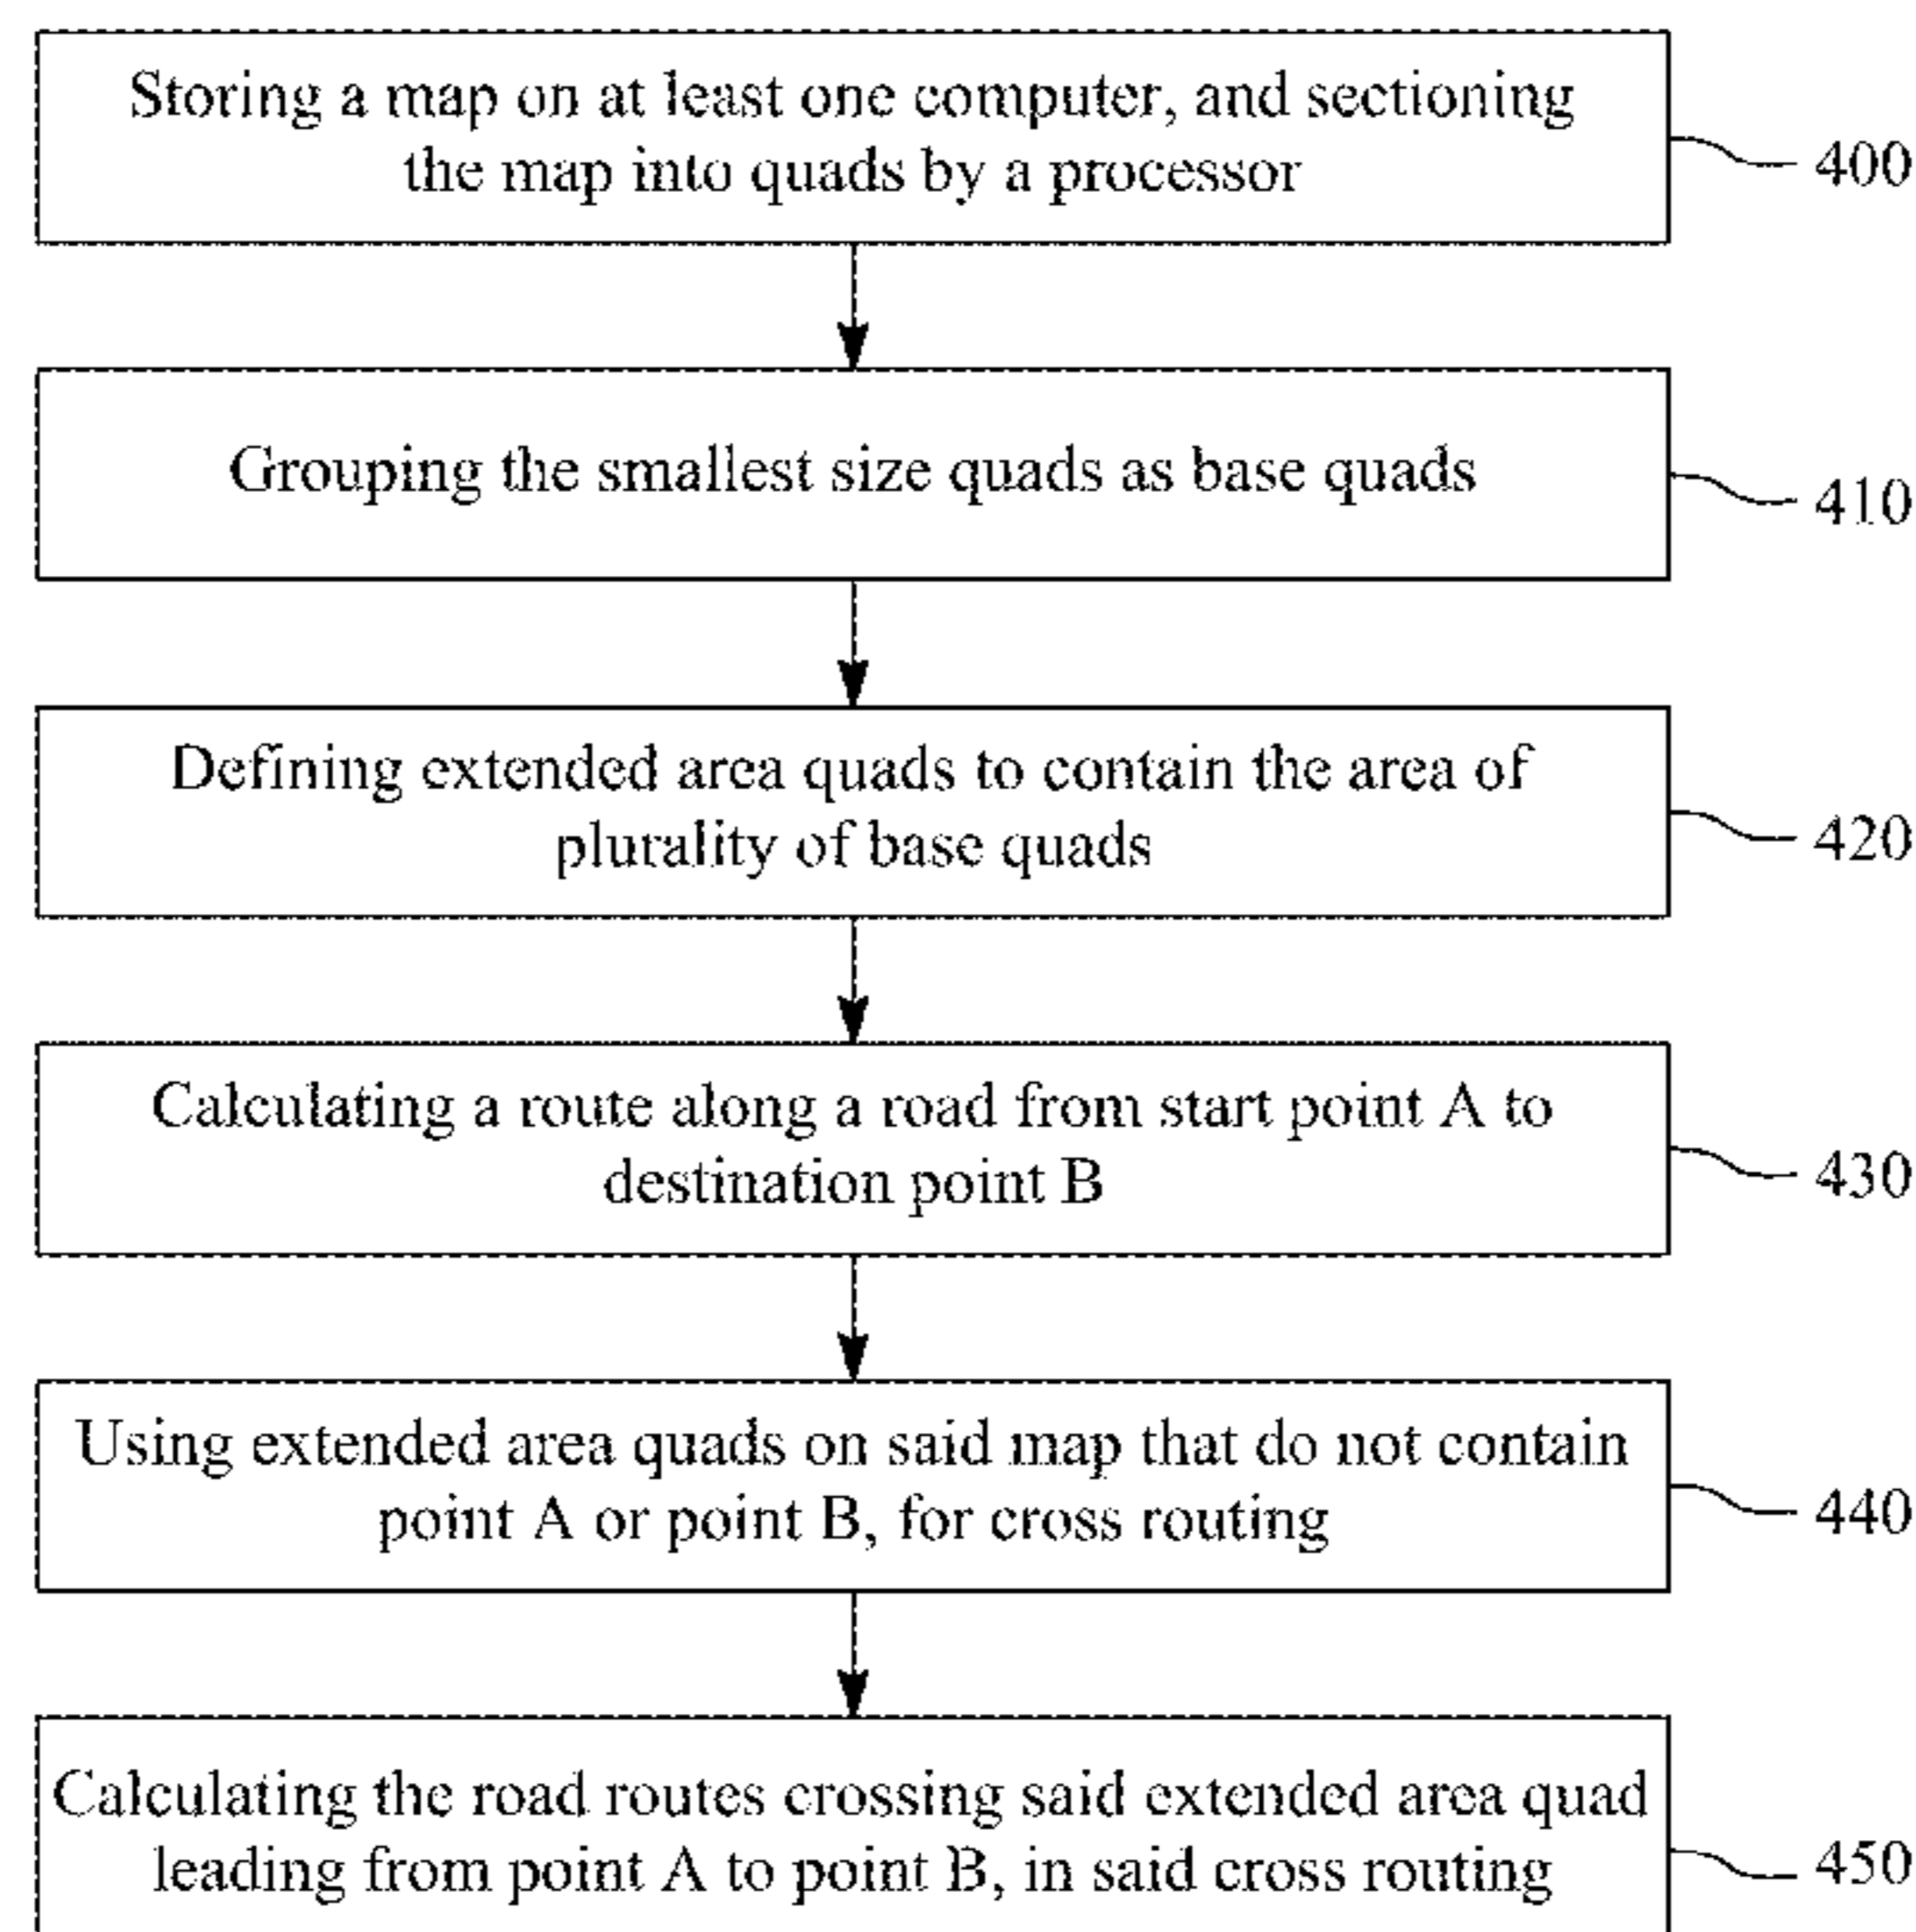 Storing a map on at least one computer, and sectioning
the map into quads by a processor
400
Grouping the smallest size quads as base quads
410
Defining extended area quads to contain the area of
plurality of base quads
420
Calculating a route along a road from start point A to
destination point B
430
Using extended area quads on said map that do not contain
point A or point B, for cross routing
440
Calculating the road routes crossing said extended area quad
leading from point A to point B, in said cross routing
450